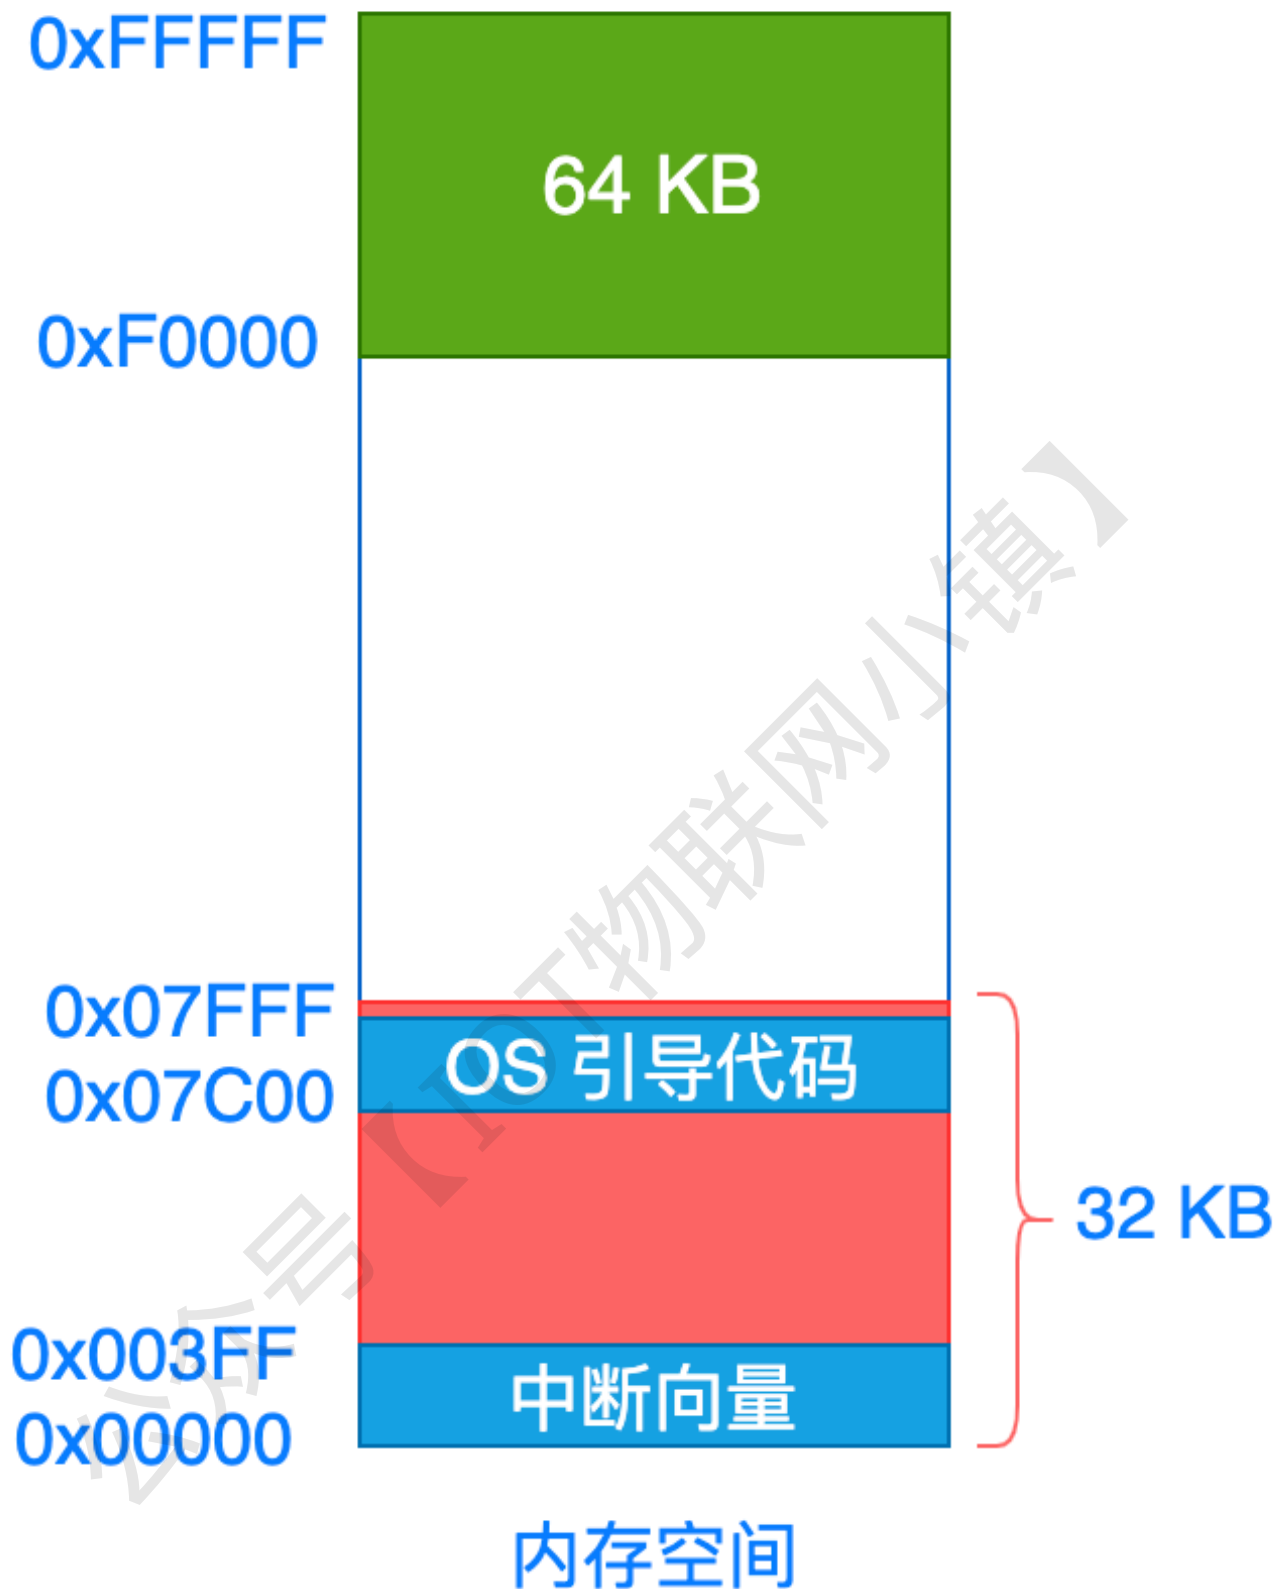 0xFFFFF
64 KB
0xF0000
0x07FFF
OS 引导代码
0x07C00
32 KB
0x003FF
中断向量
0x00000
内存空间
公众号【IOT物联网小镇】